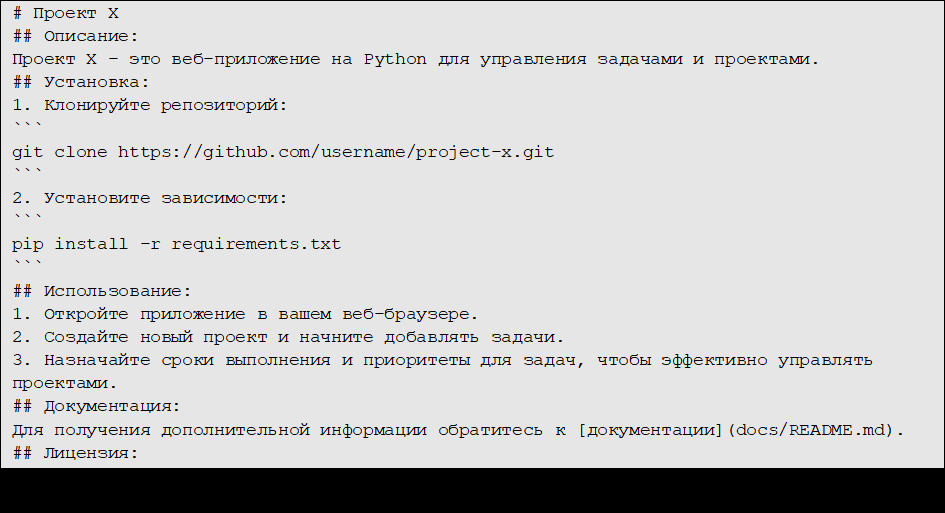 # Проект X
## Описание:
Проект X - это веб-приложение на Python для управления задачами и проектами.
## Установка:
1. Клонируйте репозиторий:
```
git clone https://github.com/username/project-x.git
```
2. Установите зависимости:
```
pip install -r requirements.txt
```
## Использование:
1. Откройте приложение в вашем веб-браузере.
2. Создайте новый проект и начните добавлять задачи.
3. Назначайте сроки выполнения и приоритеты для задач, чтобы эффективно управлять
проектами.
## Документация:
Для получения дополнительной информации обратитесь к [документации](docs/README.md).
## Лицензия: